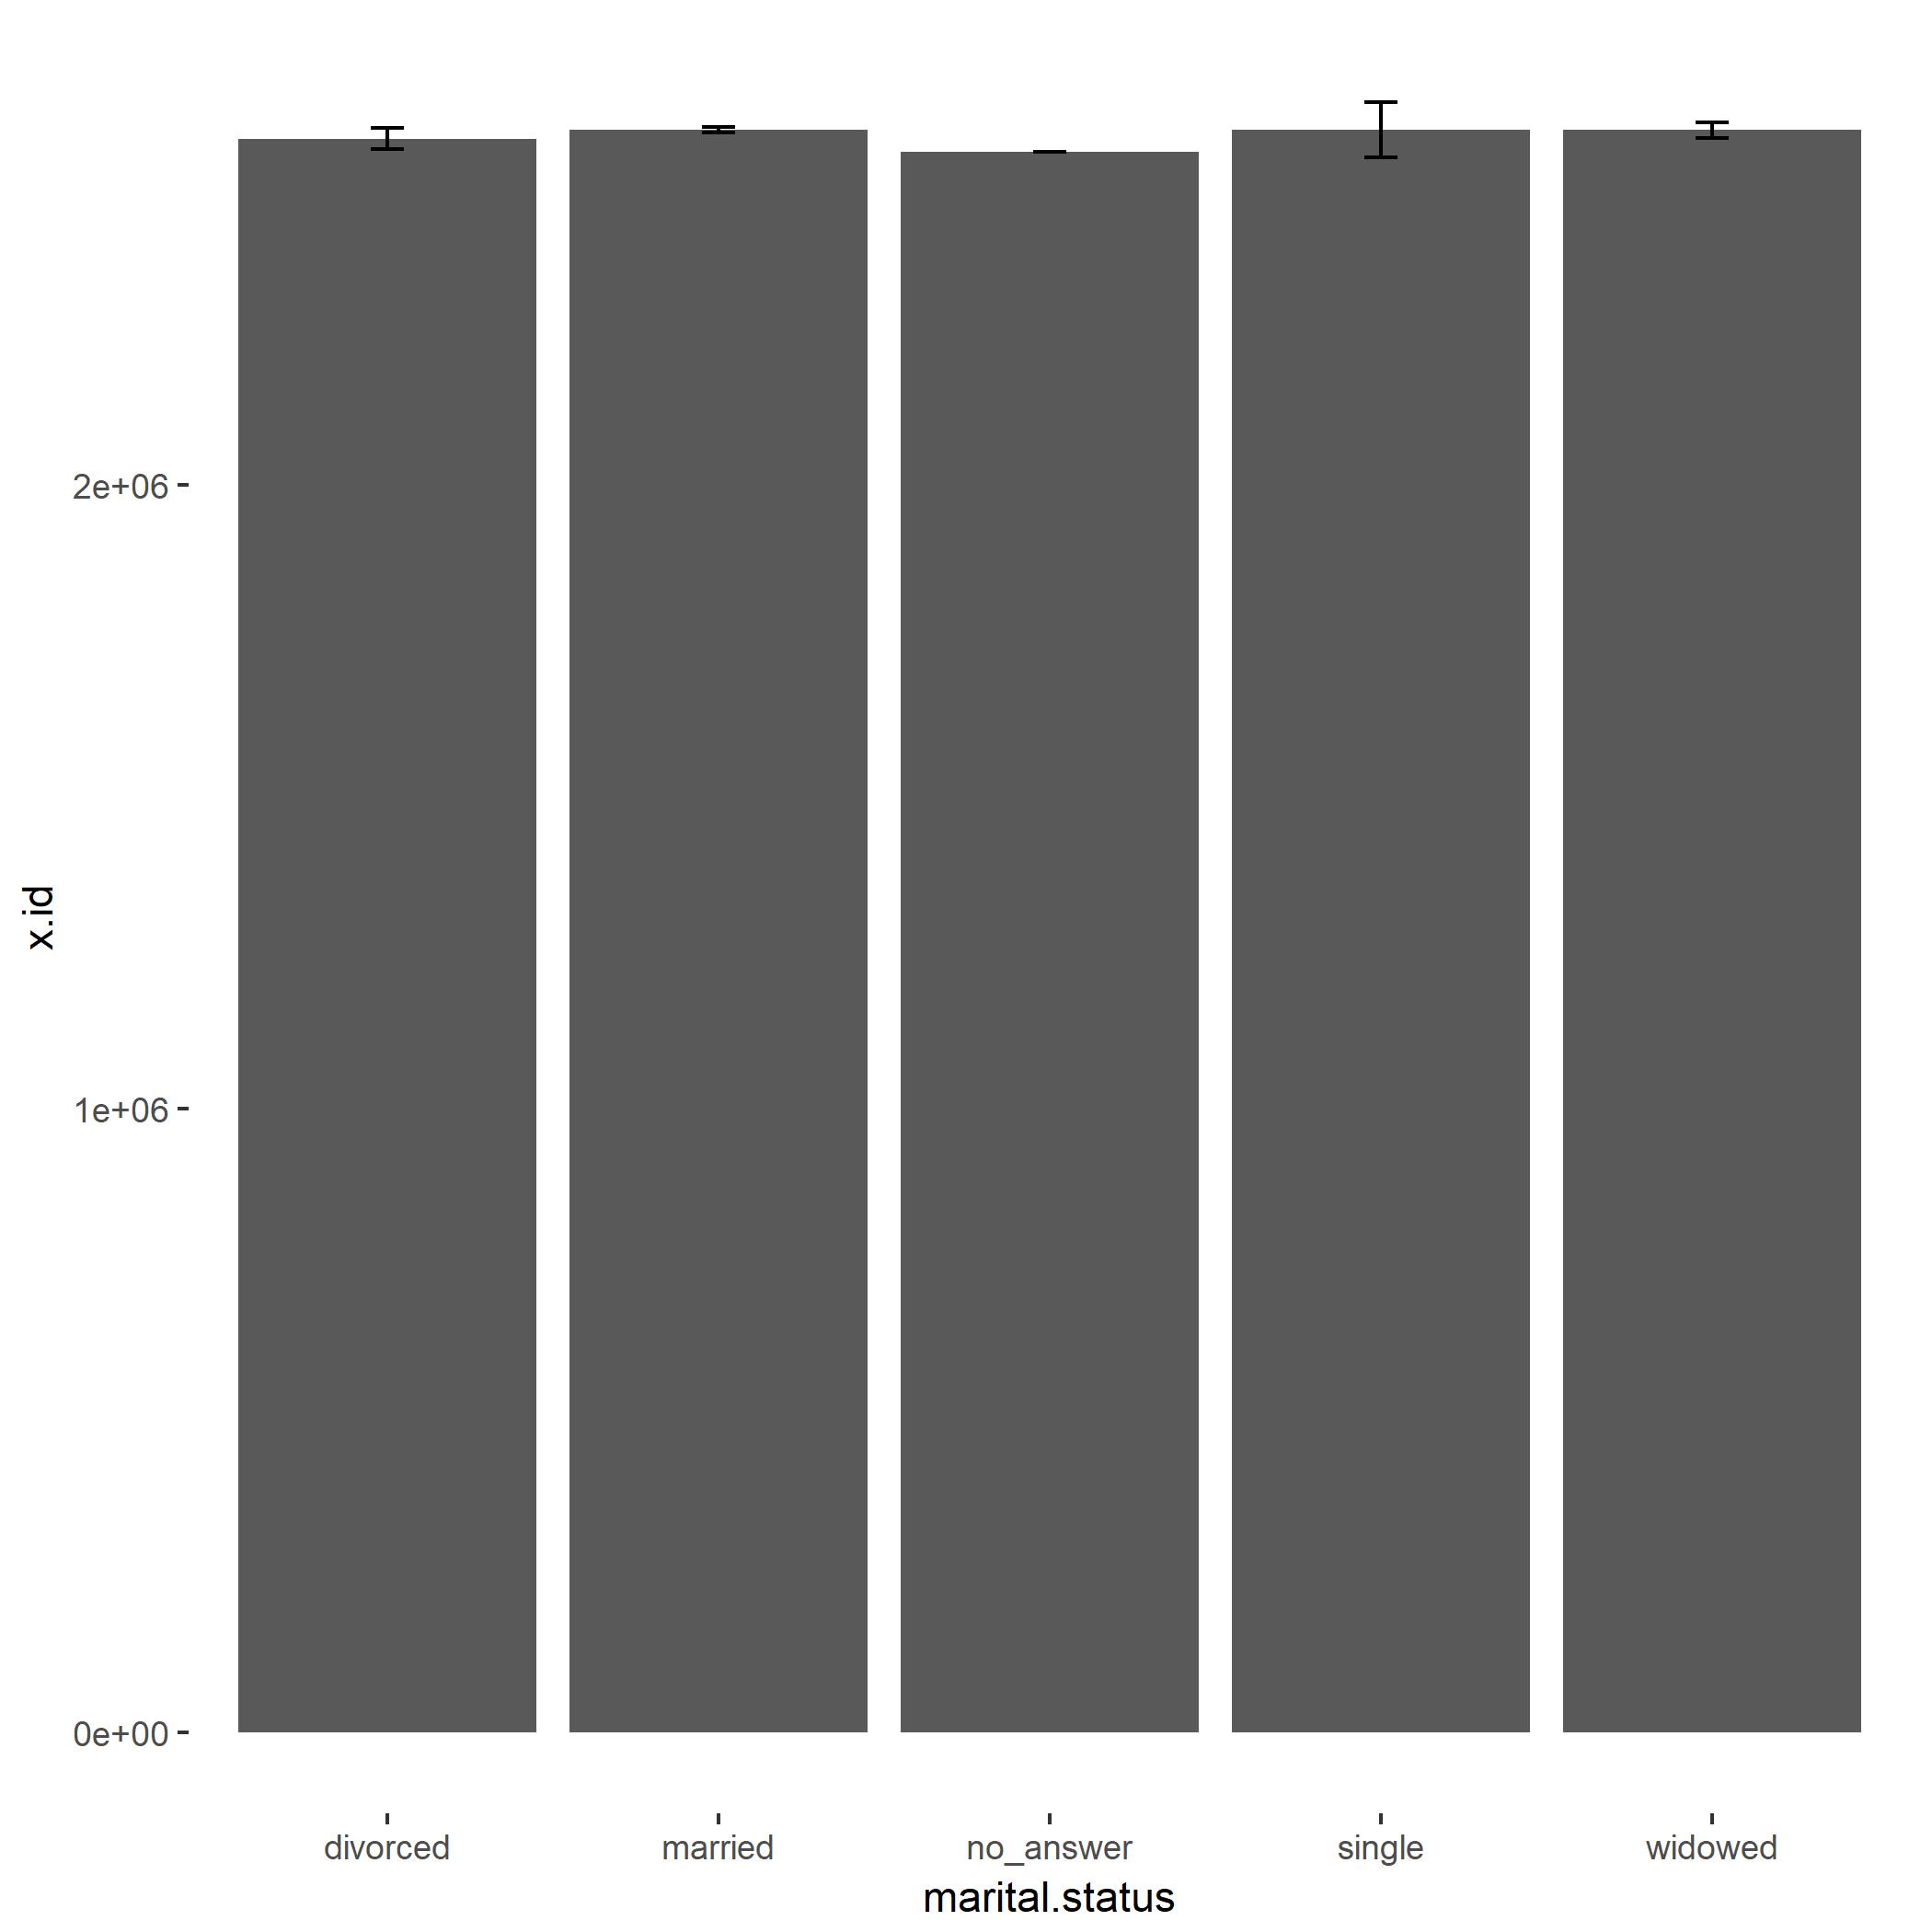 x.id
2e+06
1e+06
0e+00
divorced married no_answer single widowed
marital.status